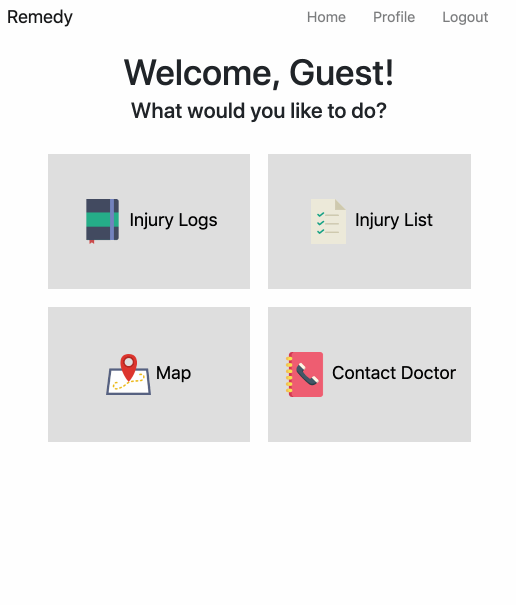 Remedy Home Profile Logout
Welcome, Guest!
What would you like to do?
Injury Logs
Injury List
Map
Contact Doctor